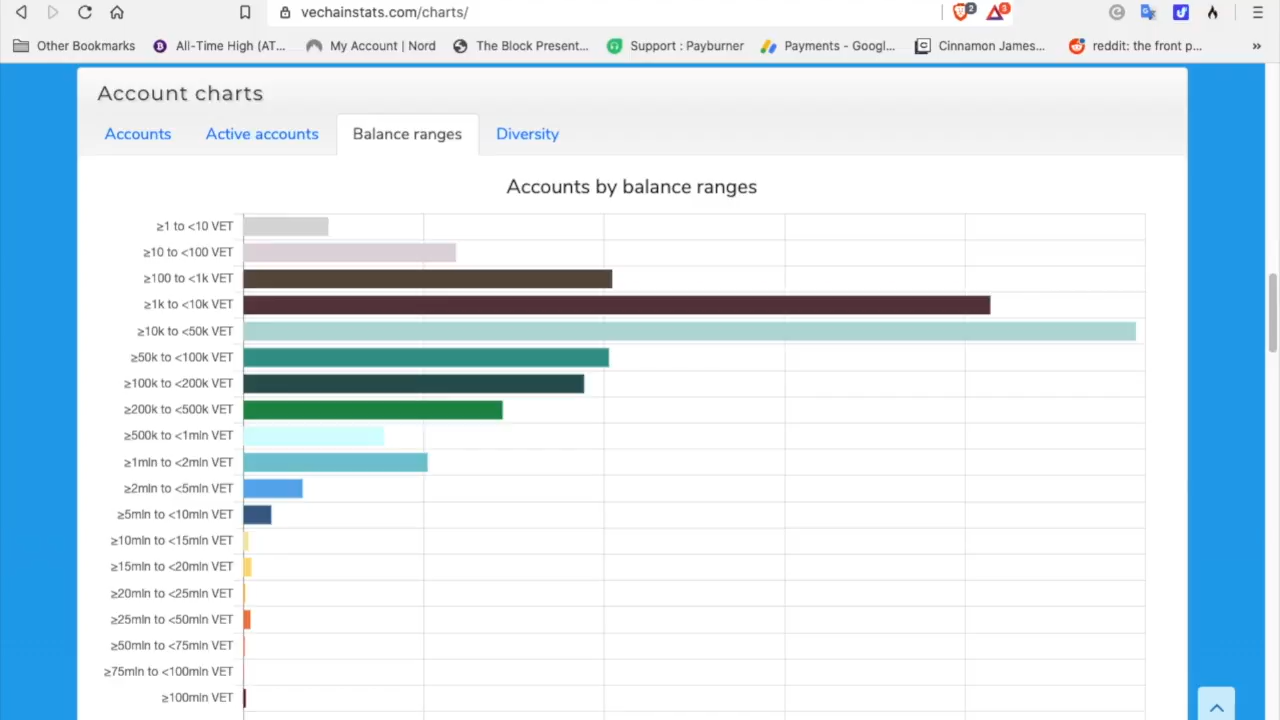 vechainstats.com/charts/
2
3
Other Bookmarks
All-Time High (AT...
My Account | Nord
The Block Present...
Support : Payburner
Payments - Googl...
Cinnamon James...
reddit: the front p...
»
Account charts
Accounts
Active accounts
Balance ranges
Diversity
Accounts by balance ranges
≥1 to <10 VET
≥10 to <100 VET
≥100 to <1k VET
≥1k to <10k VET
≥10k to <50k VET
≥50k to <100k VET
≥100k to <200k VET
≥200k to <500k VET
≥500k to <1mln VET
≥1mln to <2mln VET
≥2mln to <5mln VET
≥5mln to <10mln VET
≥10mln to <15mln VET
≥15mln to <20mln VET
≥20mln to <25mln VET
≥25mln to <50mln VET
≥50mln to <75mln VET
≥75mln to <100mln VET
≥100mln VET